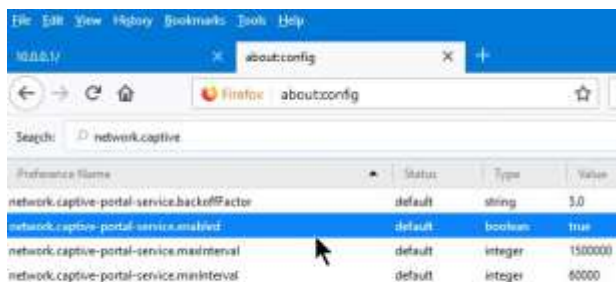 File Edit View History Bookmarks Tools Help
10.0.0.1/ about:config
Firefox about:config
Search: network.captive
Preference Name Status Type Value
network.captive-portal-service.backoffFactor default string 5.0
network.captive-portal-service.enabled default boolean true
network.captive-portal-service.maxInterval default integer 1500000
network.captive-portal-service.minInterval default integer 60000